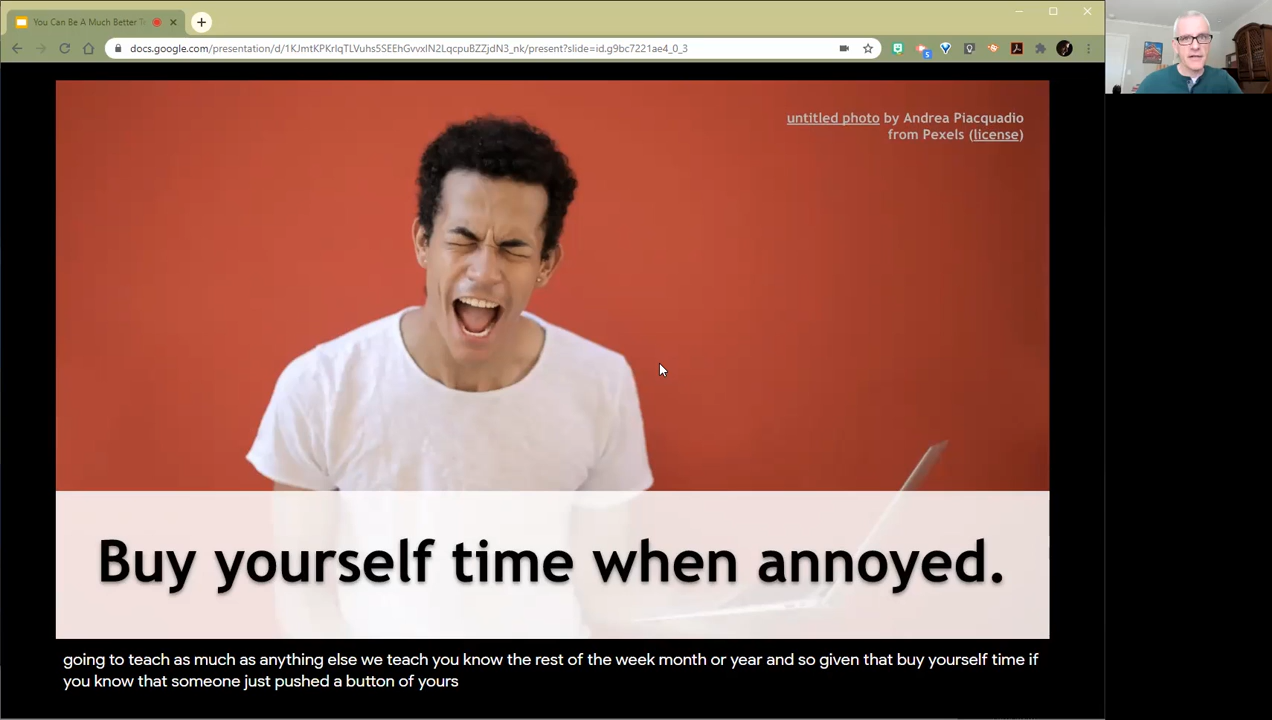 You Can Be A Much Better Te
docs.google.com/presentation/d/1KJmtKPKrlqTLVuhs5SEEhGvvxlN2LqcpuBZZjdN3_nk/present?slide=id.g9bc7221ae4_0_3
5
untitled photo by Andrea Piacquadio
from Pexels (license)
Buy yourself time when annoyed.
going to teach as much as anything else we teach you know the rest of the week month or year and so given that buy yourself time if
you know that someone just pushed a button of yours